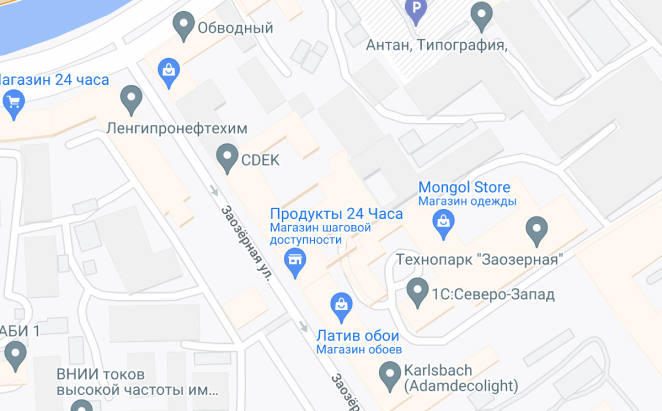 Обводный
P
Антан, Типография,
Магазин 24 часа
Ленгипронефтехим
CDEK
Mongol Store
Магазин одежды
Продукты 24 Часа
Магазин шаговой
доступности
Заозёрная ул.
Технопарк "Заозерная"
1С:Северо-Запад
Латив обои
Магазин обоев
АБИ 1
ВНИИ токов
высокой частоты им...
Karlsbach
(Adamdecolight)
Заозёр